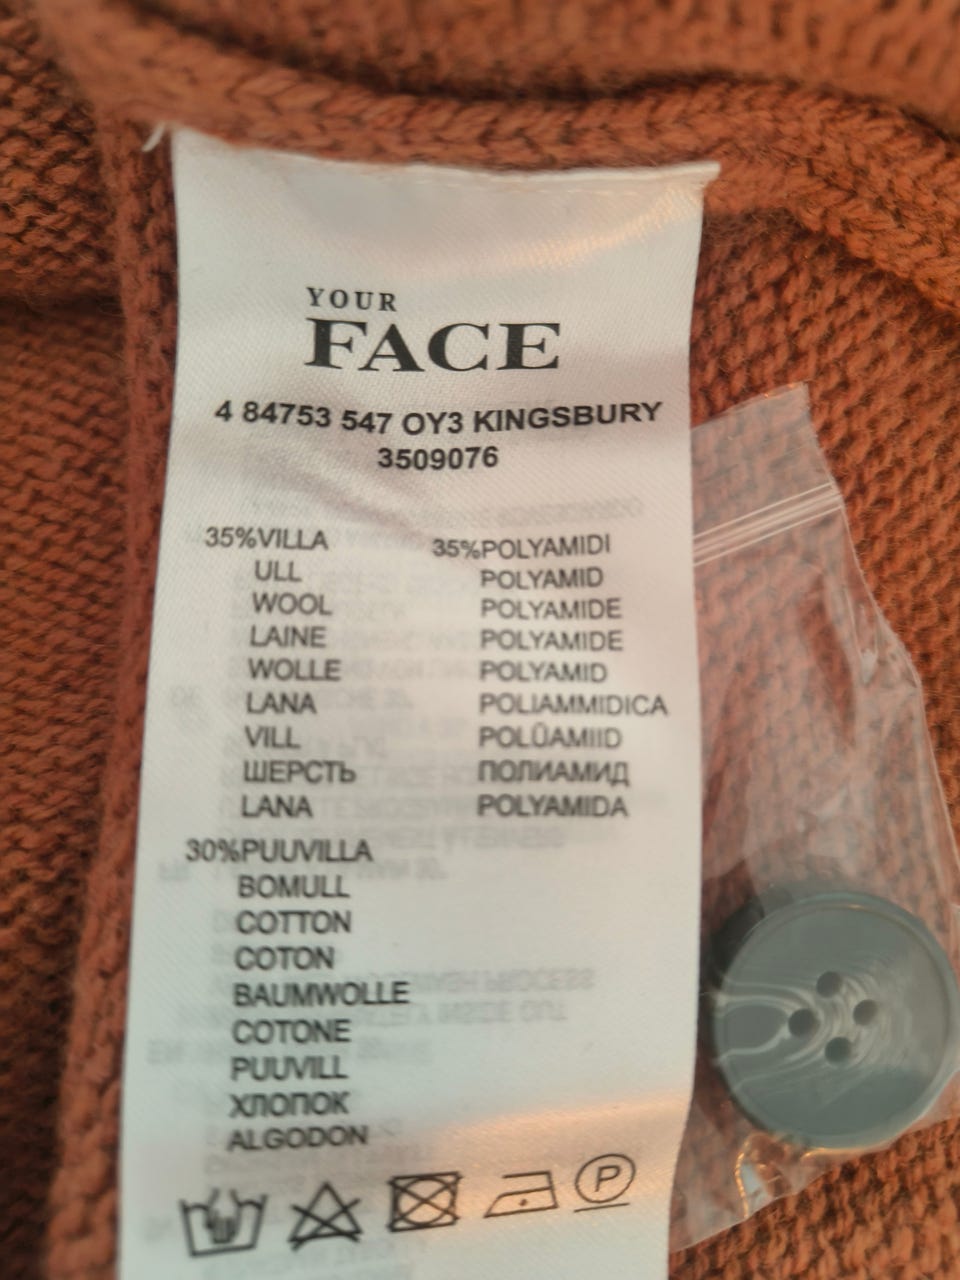 YOUR
FACE
4 84753 547 OY3 KINGSBURY
3509076
35%VILLA
ULL
WOOL
LAINE
WOLLE
LANA
VILL
ШЕРСТЬ
LANA
35%POLYAMIDI
POLYAMID
POLYAMIDE
POLYAMIDE
POLYAMID
POLIAMMIDICA
POLÜAMIID
ПОЛИАМИД
POLYAMIDA
30%PUUVILLA
BOMULL
COTTON
COTON
BAUMWOLLE
COTONE
PUUVILL
ХЛОПОК
ALGODON
P